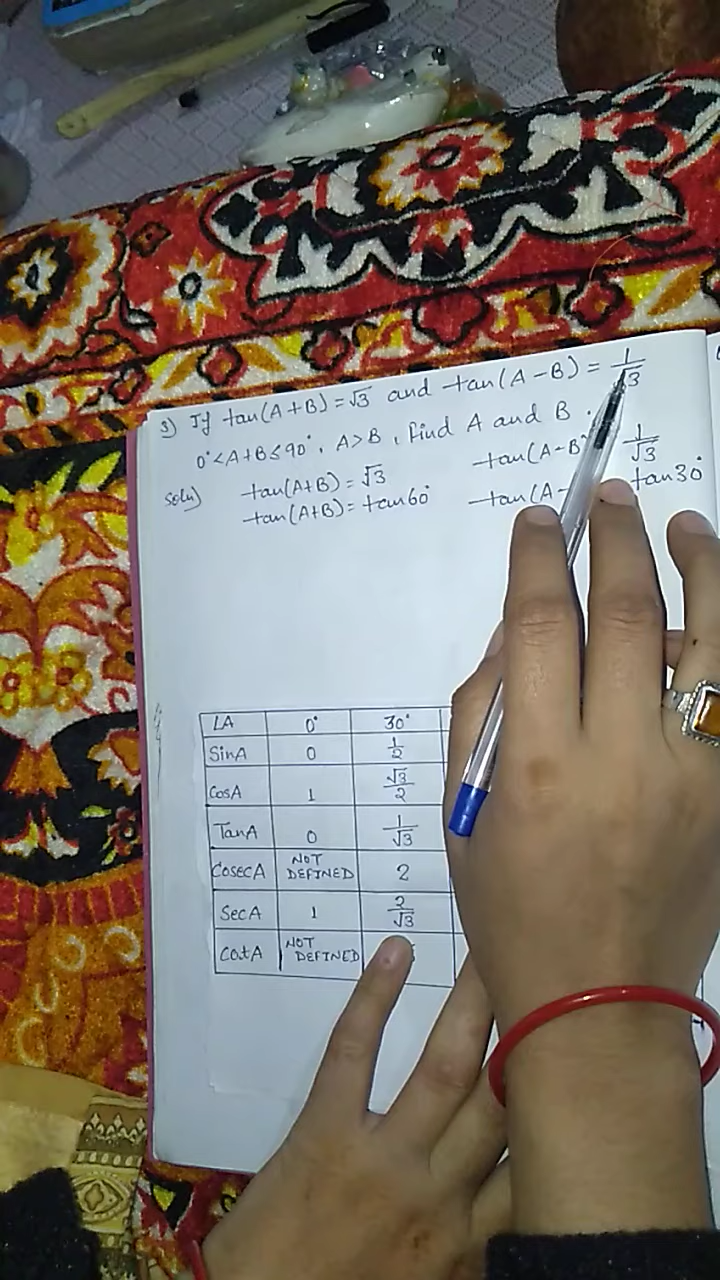 3) If tan(A+B)=√3 and tan(A-B)=1/√3
0°<A+B≤90°, A>B, find A and B.
Soln) tan(A+B)=√3 tan(A-B 1/√3
tan(A+B)=tan60° tan(A- tan30°
∠A 0° 30°
SinA 0 1/2
CosA 1 √3/2
TanA 0 1/√3
CosecA NOT DEFINED 2
SecA 1 2/√3
CotA NOT DEFINED